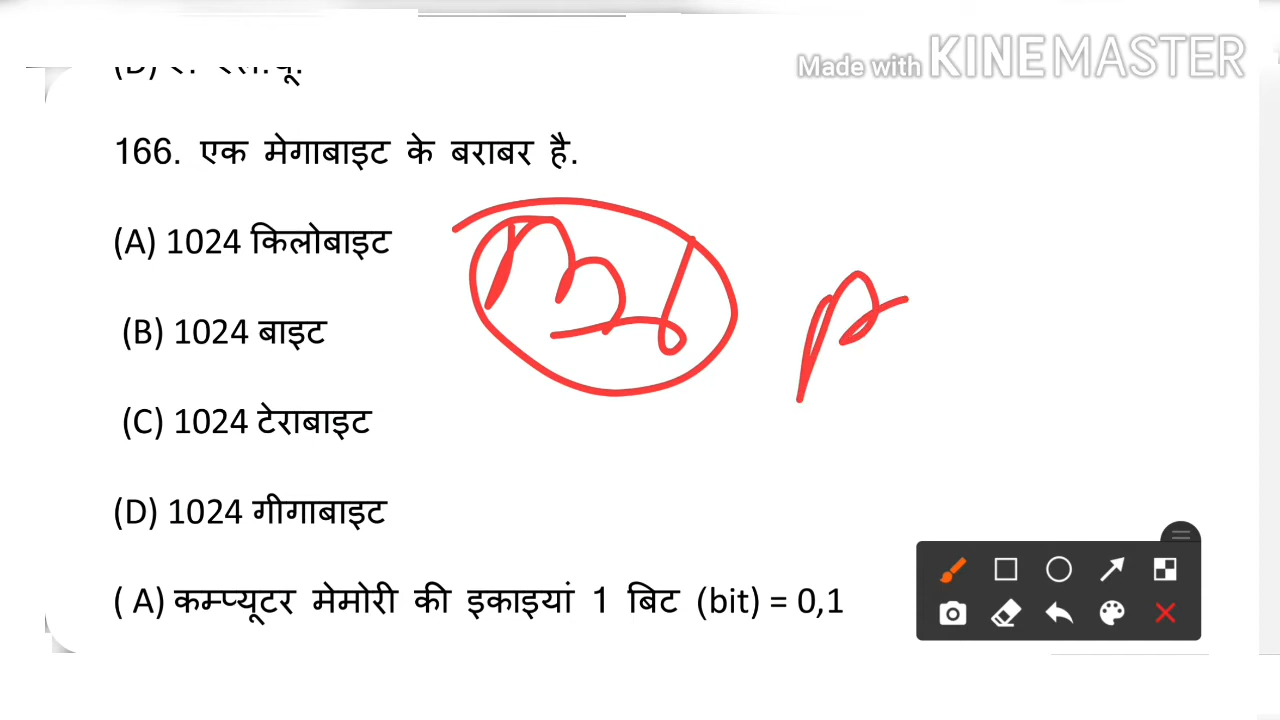 Made with KINEMASTER
166. एक मेगाबाइट के बराबर है.
(A) 1024 किलोबाइट
(B) 1024 बाइट
(C) 1024 टेराबाइट
(D) 1024 गीगाबाइट
( A) कम्प्यूटर मेमोरी की इकाइयां 1 बिट (bit) = 0,1